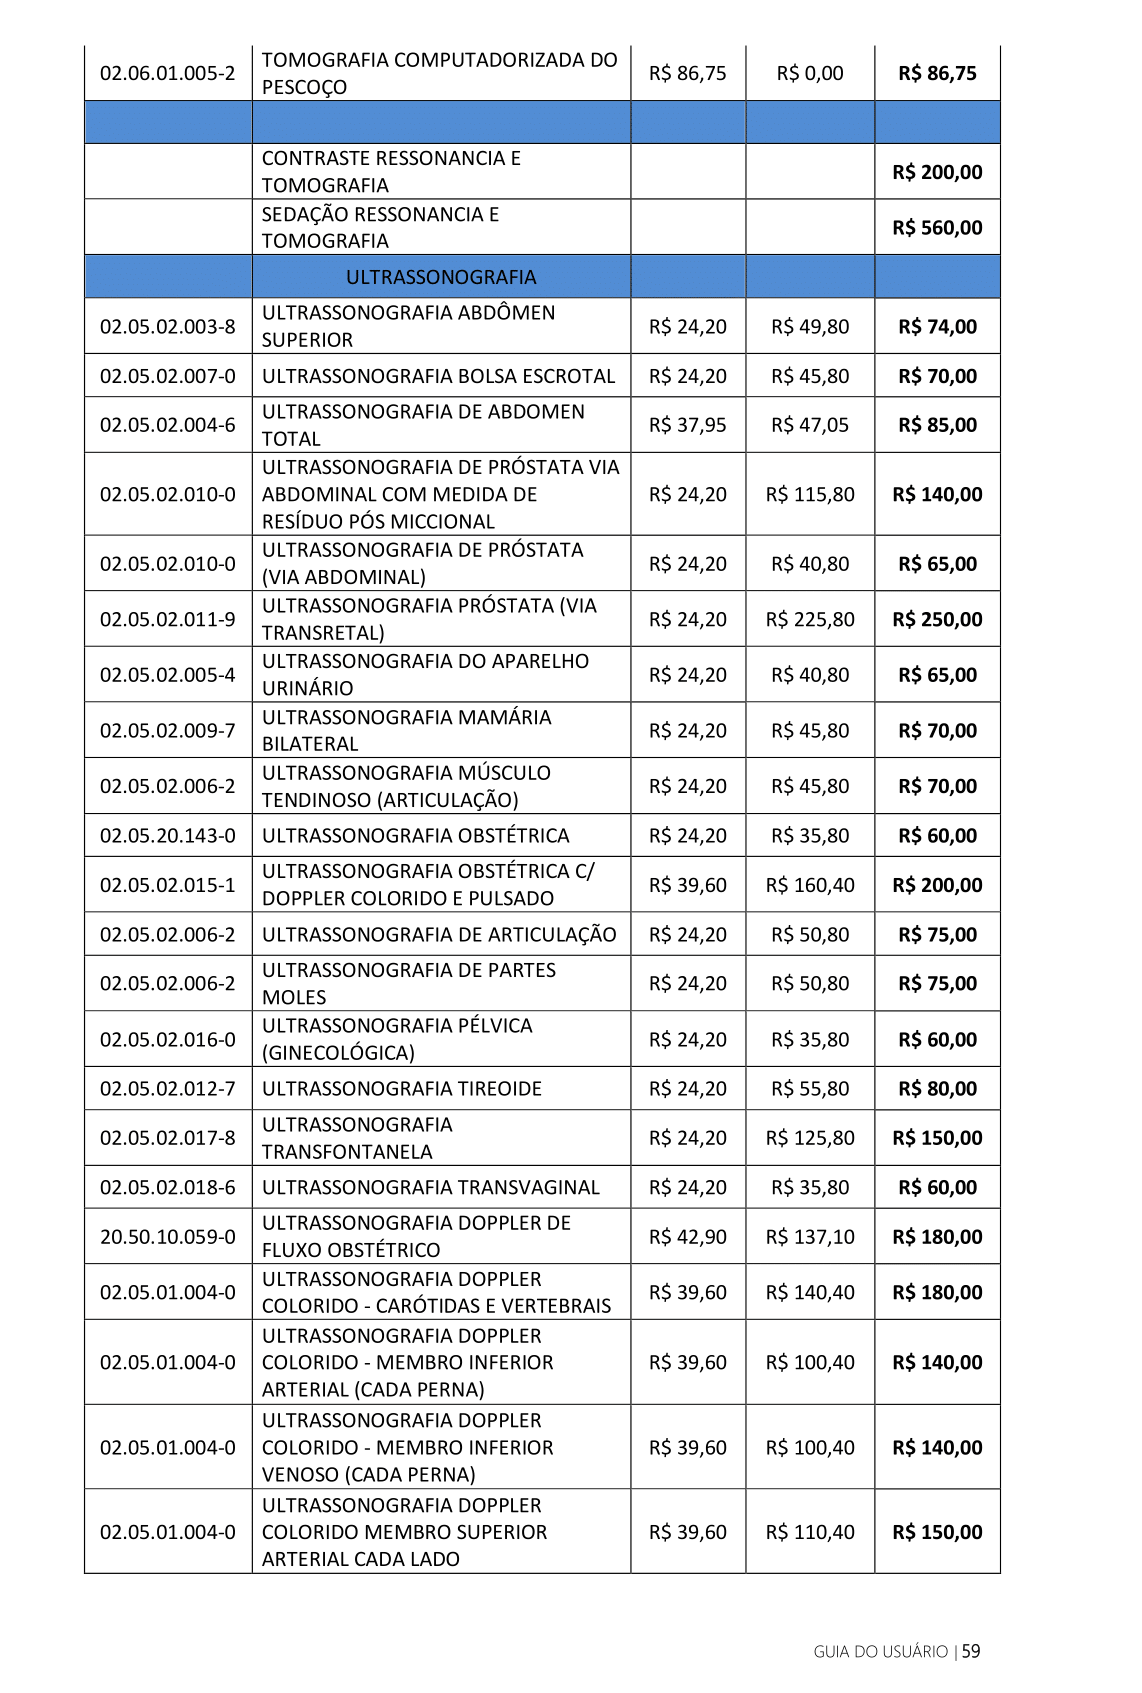 02.06.01.005-2 TOMOGRAFIA COMPUTADORIZADA DO
PESCOÇO R$ 86,75 R$ 0,00 R$ 86,75
CONTRASTE RESSONANCIA E
TOMOGRAFIA R$ 200,00
SEDAÇÃO RESSONANCIA E
TOMOGRAFIA R$ 560,00
ULTRASSONOGRAFIA
02.05.02.003-8 ULTRASSONOGRAFIA ABDÔMEN
SUPERIOR R$ 24,20 R$ 49,80 R$ 74,00
02.05.02.007-0 ULTRASSONOGRAFIA BOLSA ESCROTAL R$ 24,20 R$ 45,80 R$ 70,00
02.05.02.004-6 ULTRASSONOGRAFIA DE ABDOMEN
TOTAL R$ 37,95 R$ 47,05 R$ 85,00
02.05.02.010-0 ULTRASSONOGRAFIA DE PRÓSTATA VIA
ABDOMINAL COM MEDIDA DE
RESÍDUO PÓS MICCIONAL R$ 24,20 R$ 115,80 R$ 140,00
02.05.02.010-0 ULTRASSONOGRAFIA DE PRÓSTATA
(VIA ABDOMINAL) R$ 24,20 R$ 40,80 R$ 65,00
02.05.02.011-9 ULTRASSONOGRAFIA PRÓSTATA (VIA
TRANSRETAL) R$ 24,20 R$ 225,80 R$ 250,00
02.05.02.005-4 ULTRASSONOGRAFIA DO APARELHO
URINÁRIO R$ 24,20 R$ 40,80 R$ 65,00
02.05.02.009-7 ULTRASSONOGRAFIA MAMÁRIA
BILATERAL R$ 24,20 R$ 45,80 R$ 70,00
02.05.02.006-2 ULTRASSONOGRAFIA MÚSCULO
TENDINOSO (ARTICULAÇÃO) R$ 24,20 R$ 45,80 R$ 70,00
02.05.20.143-0 ULTRASSONOGRAFIA OBSTÉTRICA R$ 24,20 R$ 35,80 R$ 60,00
02.05.02.015-1 ULTRASSONOGRAFIA OBSTÉTRICA C/
DOPPLER COLORIDO E PULSADO R$ 39,60 R$ 160,40 R$ 200,00
02.05.02.006-2 ULTRASSONOGRAFIA DE ARTICULAÇÃO R$ 24,20 R$ 50,80 R$ 75,00
02.05.02.006-2 ULTRASSONOGRAFIA DE PARTES
MOLES R$ 24,20 R$ 50,80 R$ 75,00
02.05.02.016-0 ULTRASSONOGRAFIA PÉLVICA
(GINECOLÓGICA) R$ 24,20 R$ 35,80 R$ 60,00
02.05.02.012-7 ULTRASSONOGRAFIA TIREOIDE R$ 24,20 R$ 55,80 R$ 80,00
02.05.02.017-8 ULTRASSONOGRAFIA
TRANSFONTANELA R$ 24,20 R$ 125,80 R$ 150,00
02.05.02.018-6 ULTRASSONOGRAFIA TRANSVAGINAL R$ 24,20 R$ 35,80 R$ 60,00
20.50.10.059-0 ULTRASSONOGRAFIA DOPPLER DE
FLUXO OBSTÉTRICO R$ 42,90 R$ 137,10 R$ 180,00
02.05.01.004-0 ULTRASSONOGRAFIA DOPPLER
COLORIDO - CARÓTIDAS E VERTEBRAIS R$ 39,60 R$ 140,40 R$ 180,00
02.05.01.004-0 ULTRASSONOGRAFIA DOPPLER
COLORIDO - MEMBRO INFERIOR
ARTERIAL (CADA PERNA) R$ 39,60 R$ 100,40 R$ 140,00
02.05.01.004-0 ULTRASSONOGRAFIA DOPPLER
COLORIDO - MEMBRO INFERIOR
VENOSO (CADA PERNA) R$ 39,60 R$ 100,40 R$ 140,00
02.05.01.004-0 ULTRASSONOGRAFIA DOPPLER
COLORIDO MEMBRO SUPERIOR
ARTERIAL CADA LADO R$ 39,60 R$ 110,40 R$ 150,00
GUIA DO USUÁRIO | 59